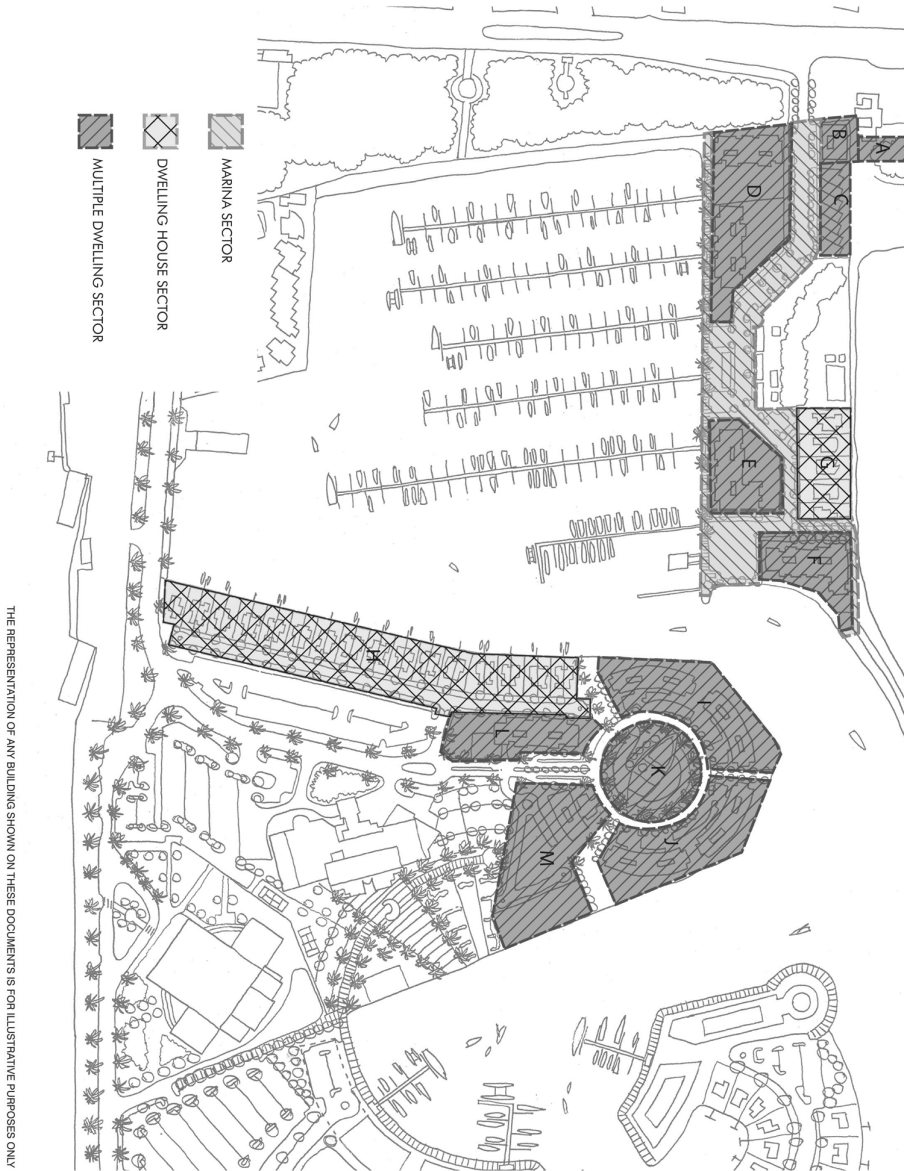 A
B
C
D
E
F
G
H
I
J
K
L
M
MARINA SECTOR
DWELLING HOUSE SECTOR
MULTIPLE DWELLING SECTOR
THE REPRESENTATION OF ANY BUILDING SHOWN ON THESE DOCUMENTS IS FOR ILLUSTRATIVE PURPOSES ONLY